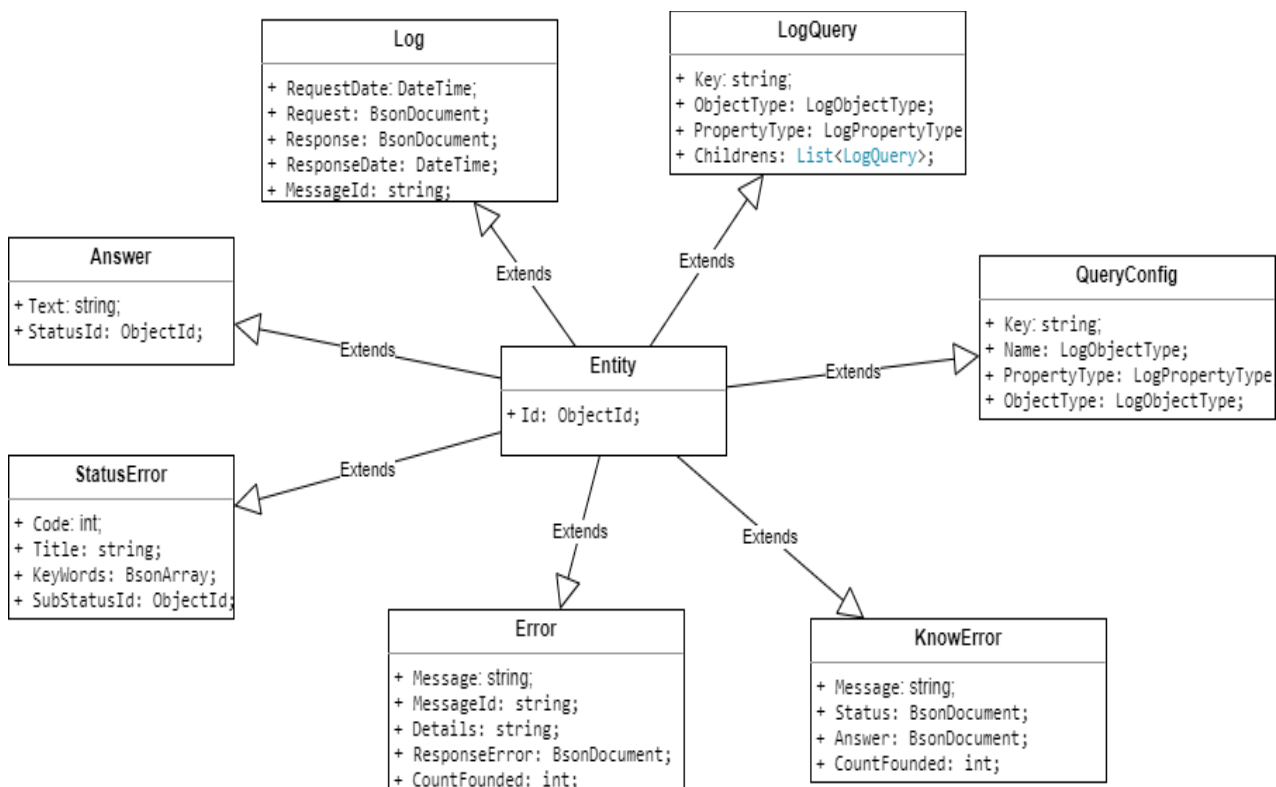 Log
+ RequestDate: DateTime;
+ Request: BsonDocument;
+ Response: BsonDocument;
+ ResponseDate: DateTime;
+ MessageId: string;
LogQuery
+ Key: string;
+ ObjectType: LogObjectType;
+ PropertyType: LogPropertyType
+ Childrens: List<LogQuery>;
Answer
+ Text: string;
+ StatusId: ObjectId;
Extends
Extends
QueryConfig
+ Key: string;
+ Name: LogObjectType;
+ PropertyType: LogPropertyType
+ ObjectType: LogObjectType;
Extends
Entity
+ Id: ObjectId;
Extends
StatusError
+ Code: int;
+ Title: string;
+ KeyWords: BsonArray;
+ SubStatusId: ObjectId;
Extends
Extends
Extends
Error
+ Message: string;
+ MessageId: string;
+ Details: string;
+ ResponseError: BsonDocument;
+ CountFounded: int;
KnowError
+ Message: string;
+ Status: BsonDocument;
+ Answer: BsonDocument;
+ CountFounded: int;